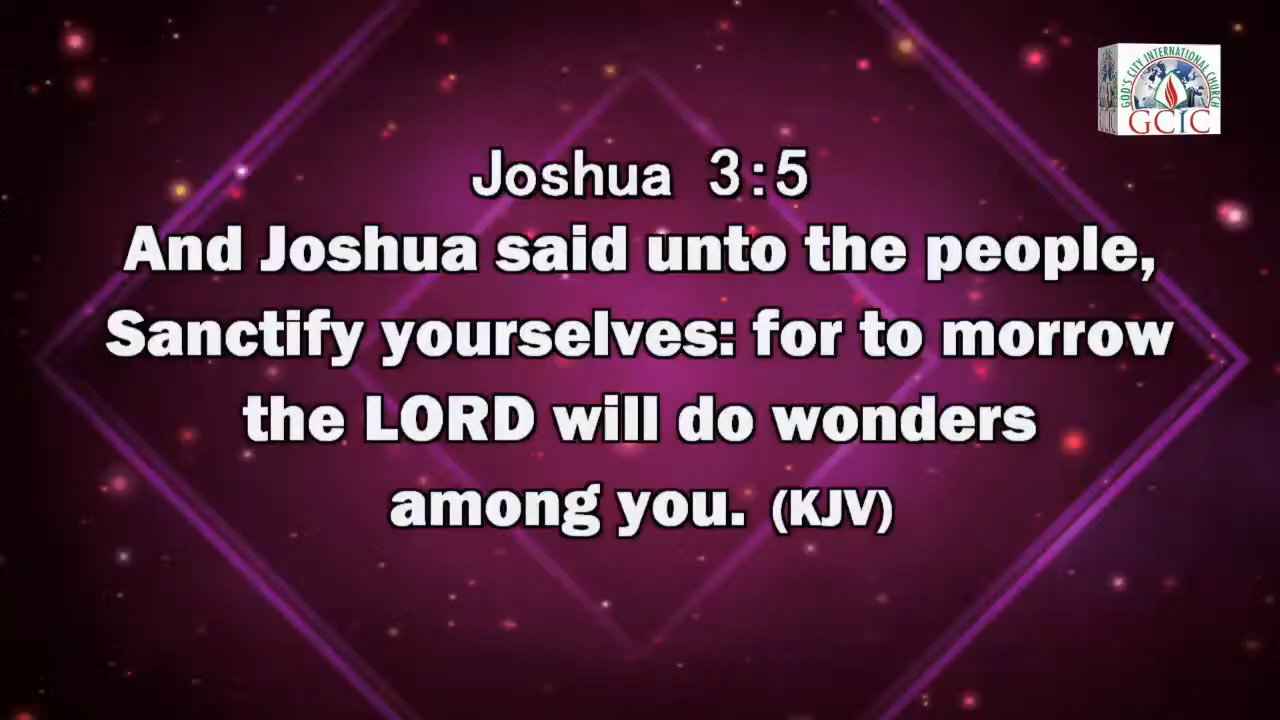 GOD'S CITY INTERNATIONAL CHURCH
GCIC
Joshua 3:5
And Joshua said unto the people,
Sanctify yourselves: for to morrow
the LORD will do wonders
among you. (KJV)